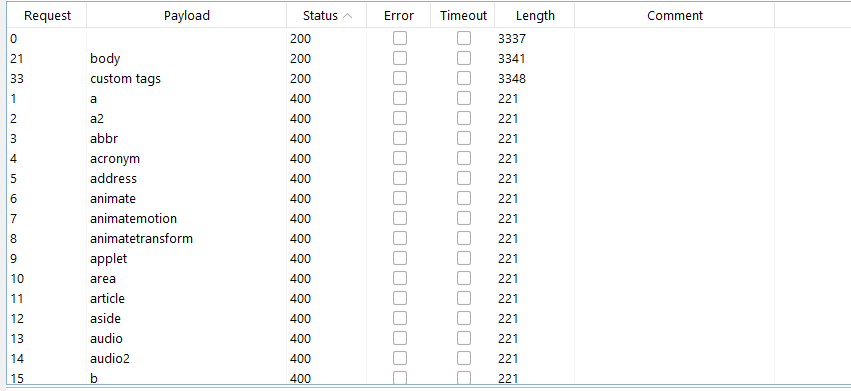 Request Payload Status Error Timeout Length Comment
0 200 3337
21 body 200 3341
33 custom tags 200 3348
1 a 400 221
2 a2 400 221
3 abbr 400 221
4 acronym 400 221
5 address 400 221
6 animate 400 221
7 animatemotion 400 221
8 animatetransform 400 221
9 applet 400 221
10 area 400 221
11 article 400 221
12 aside 400 221
13 audio 400 221
14 audio2 400 221
15 b 400 221